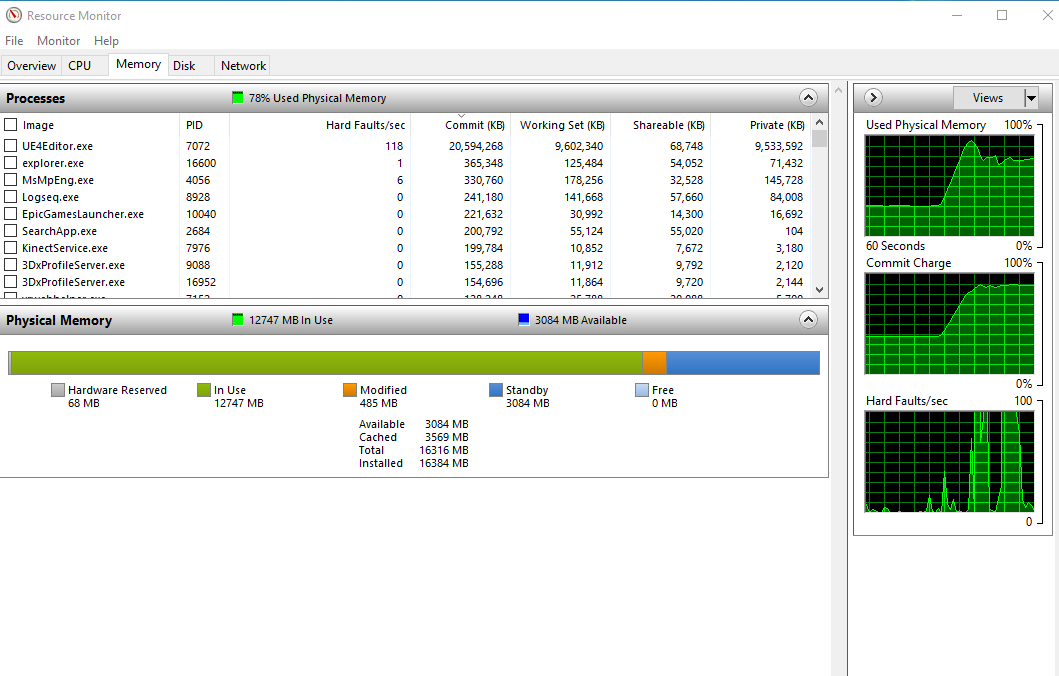 Resource Monitor
File Monitor Help
Overview CPU Memory Disk Network
Processes 78% Used Physical Memory
Image PID Hard Faults/sec Commit (KB) Working Set (KB) Shareable (KB) Private (KB)
UE4Editor.exe 7072 118 20,594,268 9,602,340 68,748 9,533,592
explorer.exe 16600 1 365,348 125,484 54,052 71,432
MsMpEng.exe 4056 6 330,760 178,256 32,528 145,728
Logseq.exe 8928 0 241,180 141,668 57,660 84,008
EpicGamesLauncher.exe 10040 0 221,632 30,992 14,300 16,692
SearchApp.exe 2684 0 200,792 55,124 55,020 104
KinectService.exe 7976 0 199,784 10,852 7,672 3,180
3DxProfileServer.exe 9088 0 155,288 11,912 9,792 2,120
3DxProfileServer.exe 16952 0 154,696 11,864 9,720 2,144
Physical Memory 12747 MB In Use 3084 MB Available
Hardware Reserved In Use Modified Standby Free
68 MB 12747 MB 485 MB 3084 MB 0 MB
Available 3084 MB
Cached 3569 MB
Total 16316 MB
Installed 16384 MB
Views
Used Physical Memory 100%
60 Seconds 0%
Commit Charge 100%
0%
Hard Faults/sec 100
0